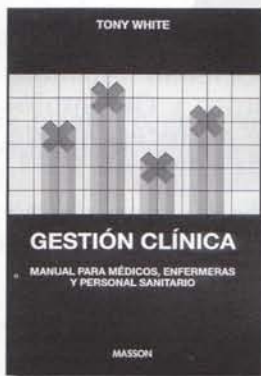 TONY WHITE
GESTIÓN CLÍNICA
MANUAL PARA MÉDICOS, ENFERMERAS
Y PERSONAL SANITARIO
MASSON